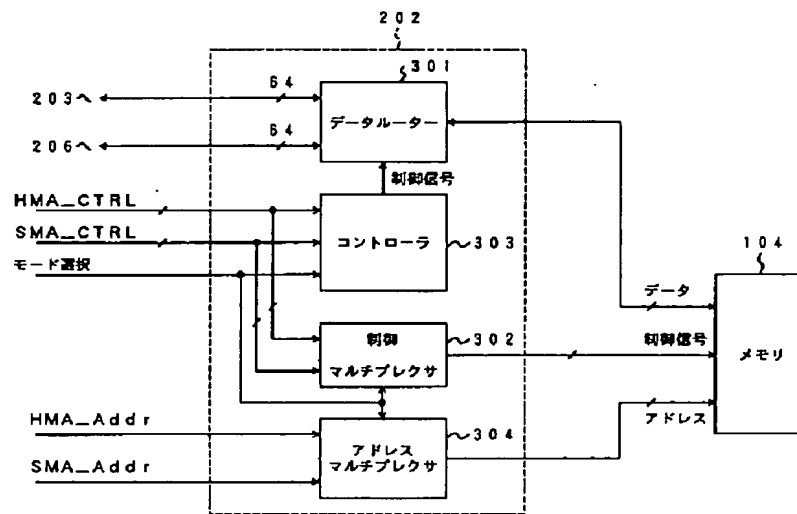 202
301
64
203へ
データルーター
64
206へ
制御信号
HMA_CTRL
SMA_CTRL
コントローラ
303
モード選択
104
データ
制御
マルチプレクサ
302
制御信号
メモリ
アドレス
HMA_Addr
アドレス
マルチプレクサ
304
SMA_Addr